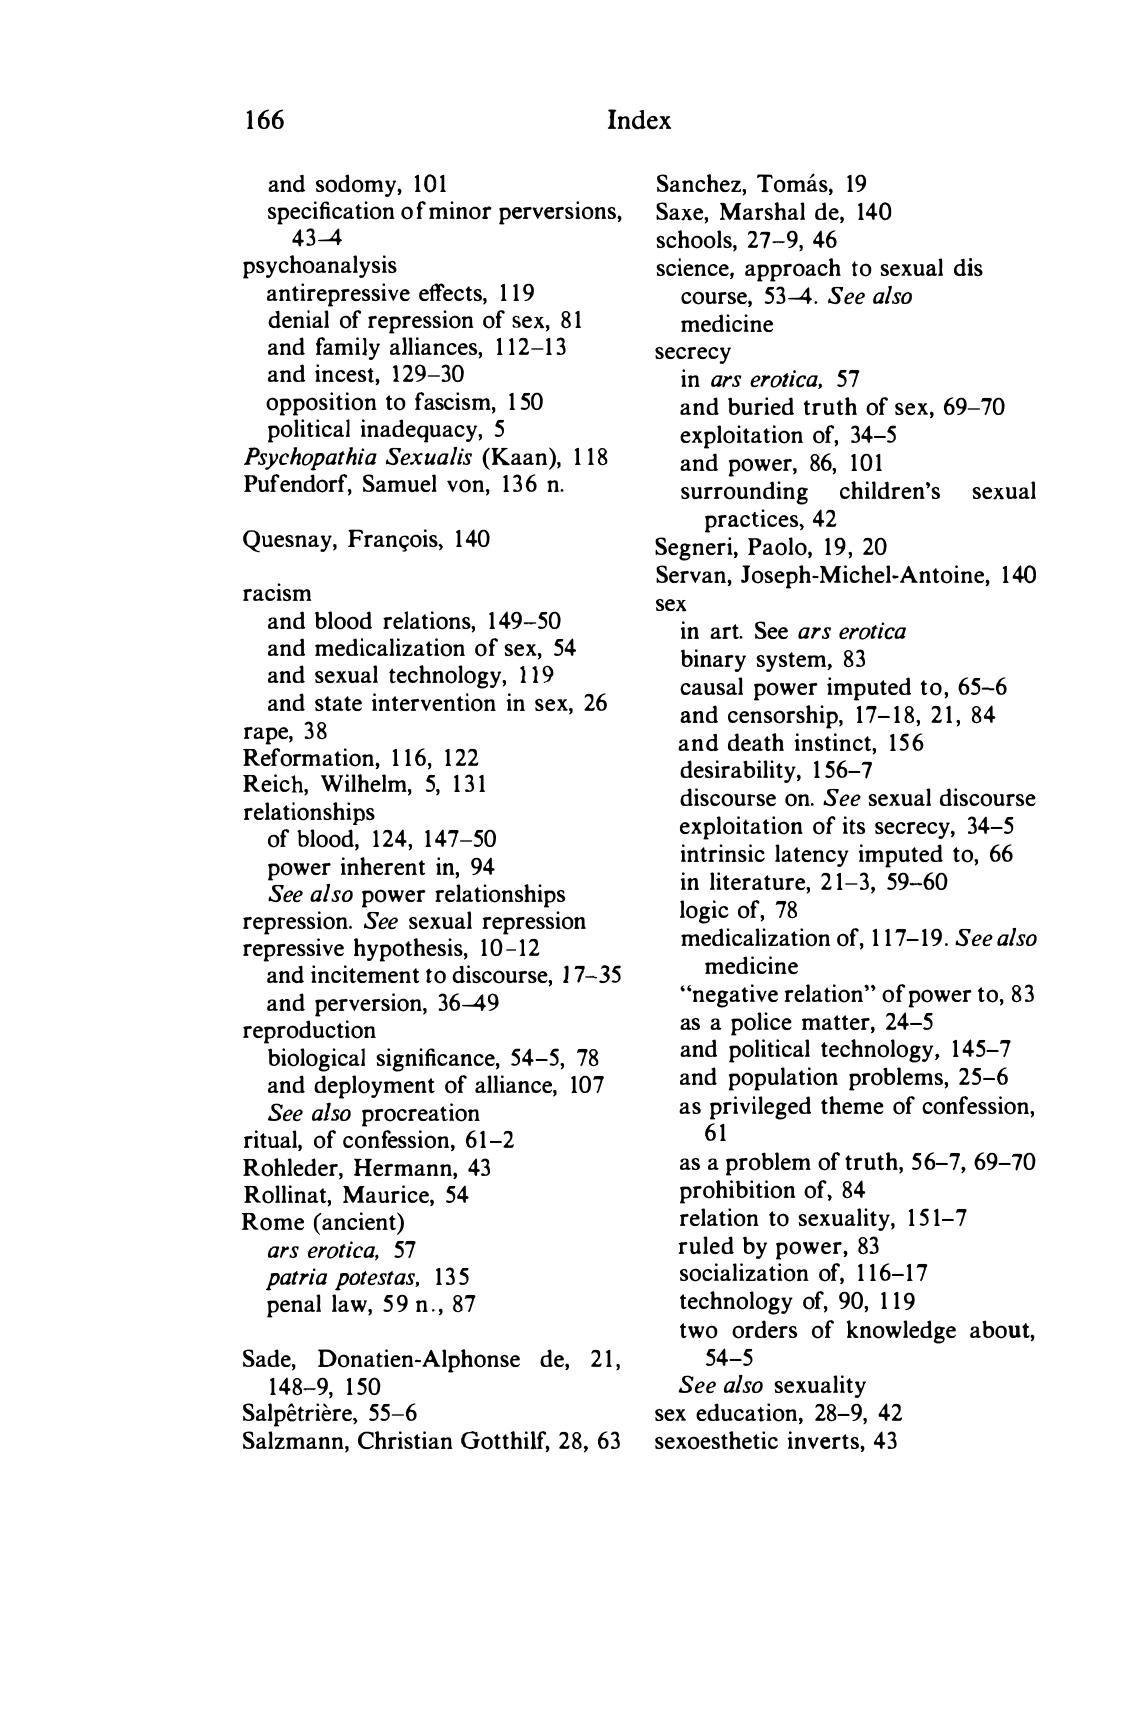 166 Index
and sodomy, 101
specification of minor perversions,
43–4
psychoanalysis
antirepressive effects, 119
denial of repression of sex, 81
and family alliances, 112–13
and incest, 129–30
opposition to fascism, 150
political inadequacy, 5
Psychopathia Sexualis (Kaan), 118
Pufendorf, Samuel von, 136 n.
Quesnay, François, 140
racism
and blood relations, 149–50
and medicalization of sex, 54
and sexual technology, 119
and state intervention in sex, 26
rape, 38
Reformation, 116, 122
Reich, Wilhelm, 5, 131
relationships
of blood, 124, 147–50
power inherent in, 94
See also power relationships
repression. See sexual repression
repressive hypothesis, 10–12
and incitement to discourse, 17–35
and perversion, 36–49
reproduction
biological significance, 54–5, 78
and deployment of alliance, 107
See also procreation
ritual, of confession, 61–2
Rohleder, Hermann, 43
Rollinat, Maurice, 54
Rome (ancient)
ars erotica, 57
patria potestas, 135
penal law, 59 n., 87
Sade, Donatien-Alphonse de, 21,
148–9, 150
Salpêtrière, 55–6
Salzmann, Christian Gotthilf, 28, 63
Sanchez, Tomás, 19
Saxe, Marshal de, 140
schools, 27–9, 46
science, approach to sexual dis
course, 53–4. See also
medicine
secrecy
in ars erotica, 57
and buried truth of sex, 69–70
exploitation of, 34–5
and power, 86, 101
surrounding children's sexual
practices, 42
Segneri, Paolo, 19, 20
Servan, Joseph-Michel-Antoine, 140
sex
in art. See ars erotica
binary system, 83
causal power imputed to, 65–6
and censorship, 17–18, 21, 84
and death instinct, 156
desirability, 156–7
discourse on. See sexual discourse
exploitation of its secrecy, 34–5
intrinsic latency imputed to, 66
in literature, 21–3, 59–60
logic of, 78
medicalization of, 117–19. See also
medicine
“negative relation” of power to, 83
as a police matter, 24–5
and political technology, 145–7
and population problems, 25–6
as privileged theme of confession,
61
as a problem of truth, 56–7, 69–70
prohibition of, 84
relation to sexuality, 151–7
ruled by power, 83
socialization of, 116–17
technology of, 90, 119
two orders of knowledge about,
54–5
See also sexuality
sex education, 28–9, 42
sexoesthetic inverts, 43